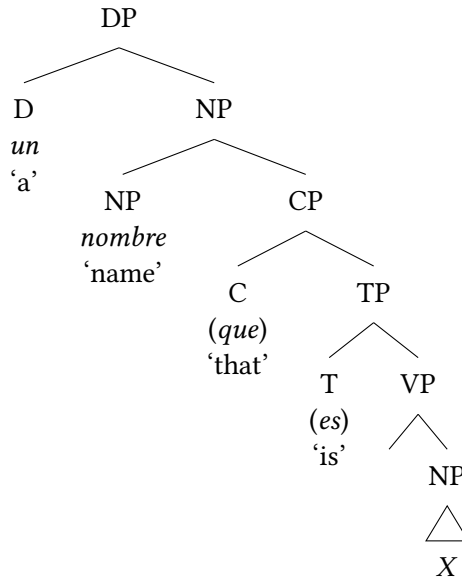 DP
D NP
un
‘a’
NP CP
nombre
‘name’
C TP
(que)
‘that’
T VP
(es)
‘is’
NP
X